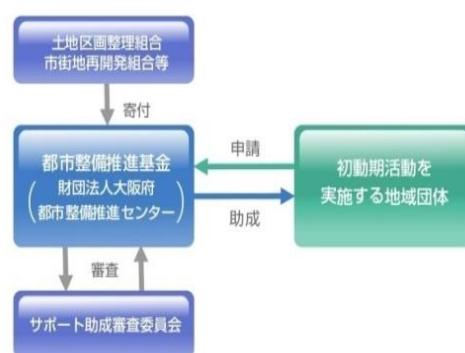 土地区画整理組合
市街地再開発組合等
寄付
都市整備推進基金
(財団法人大阪府
都市整備推進センター)
申請
助成
初動期活動を
実施する地域団体
審査
サポート助成審査委員会